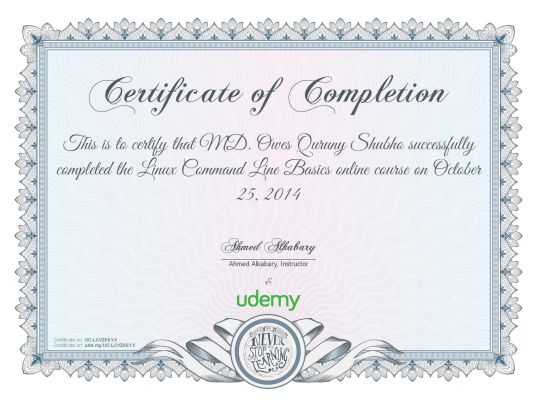 Certificate of Completion
This is to certify that MD. Owes Quruny Shubho successfully
completed the Linux Command Line Basics online course on October
25, 2014
Ahmed Alkabary
Ahmed Alkabary, Instructor
&
udemy
Certificate no: UC-LCVZN6YX
Certificate url: ude.my/UC-LCVZN6YX
NEVER
STOP
LEARNING